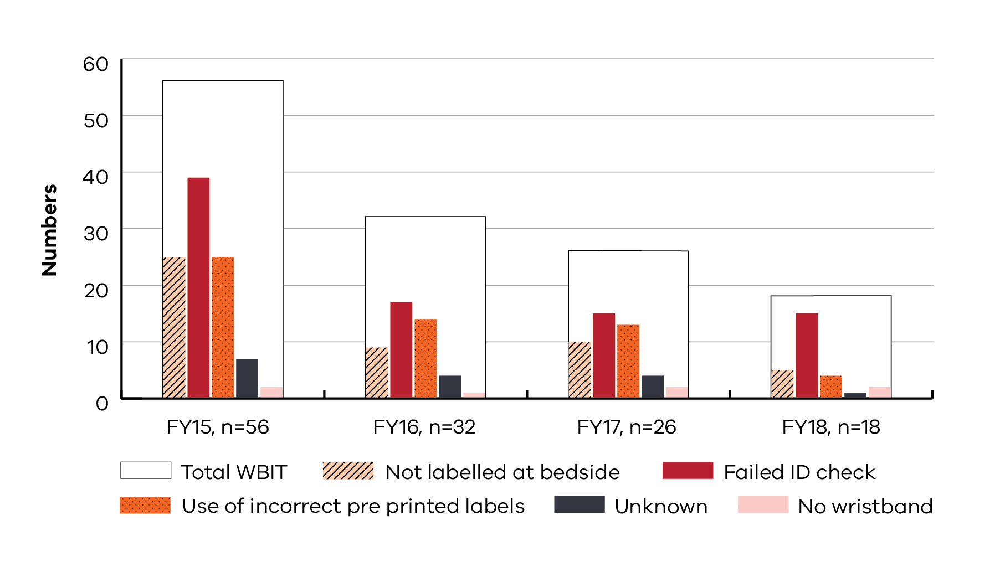 60
50
40
30
20
10
0
Numbers
FY15, n=56
FY16, n=32
FY17, n=26
FY18, n=18
Total WBIT
Not labelled at bedside
Failed ID check
Use of incorrect pre printed labels
Unknown
No wristband